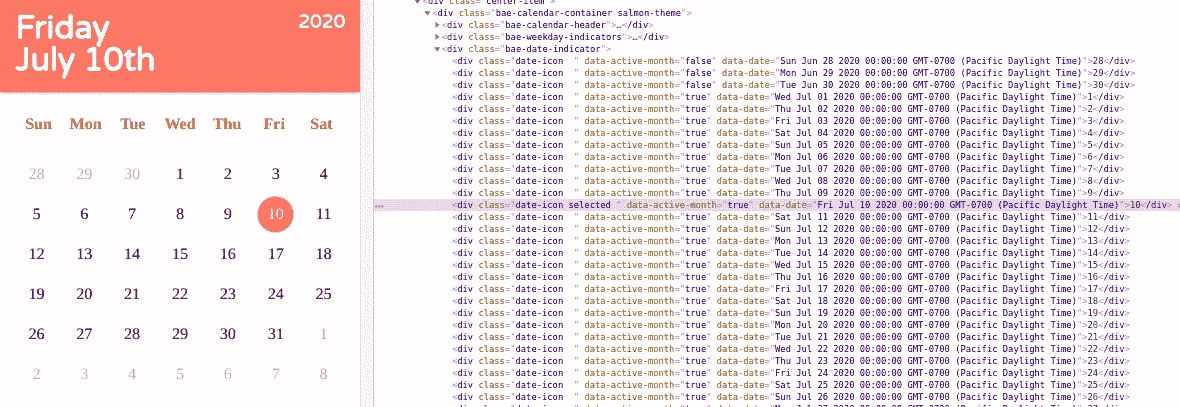 Friday
2020
July 10th
Sun Mon Tue Wed Thu Fri Sat
28 29 30 1 2 3 4
5 6 7 8 9 10 11
12 13 14 15 16 17 18
19 20 21 22 23 24 25
26 27 28 29 30 31 1
2 3 4 5 6 7 8
<div class="center-item">
▼<div class="bae-calendar-container salmon-theme">
▶<div class="bae-calendar-header">…</div>
▶<div class="bae-weekday-indicators">…</div>
▼<div class="bae-date-indicator">
<div class="date-icon  " data-active-month="false" data-date="Sun Jun 28 2020 00:00:00 GMT-0700 (Pacific Daylight Time)">28</div>
<div class="date-icon  " data-active-month="false" data-date="Mon Jun 29 2020 00:00:00 GMT-0700 (Pacific Daylight Time)">29</div>
<div class="date-icon  " data-active-month="false" data-date="Tue Jun 30 2020 00:00:00 GMT-0700 (Pacific Daylight Time)">30</div>
<div class="date-icon  " data-active-month="true" data-date="Wed Jul 01 2020 00:00:00 GMT-0700 (Pacific Daylight Time)">1</div>
<div class="date-icon  " data-active-month="true" data-date="Thu Jul 02 2020 00:00:00 GMT-0700 (Pacific Daylight Time)">2</div>
<div class="date-icon  " data-active-month="true" data-date="Fri Jul 03 2020 00:00:00 GMT-0700 (Pacific Daylight Time)">3</div>
<div class="date-icon  " data-active-month="true" data-date="Sat Jul 04 2020 00:00:00 GMT-0700 (Pacific Daylight Time)">4</div>
<div class="date-icon  " data-active-month="true" data-date="Sun Jul 05 2020 00:00:00 GMT-0700 (Pacific Daylight Time)">5</div>
<div class="date-icon  " data-active-month="true" data-date="Mon Jul 06 2020 00:00:00 GMT-0700 (Pacific Daylight Time)">6</div>
<div class="date-icon  " data-active-month="true" data-date="Tue Jul 07 2020 00:00:00 GMT-0700 (Pacific Daylight Time)">7</div>
<div class="date-icon  " data-active-month="true" data-date="Wed Jul 08 2020 00:00:00 GMT-0700 (Pacific Daylight Time)">8</div>
<div class="date-icon  " data-active-month="true" data-date="Thu Jul 09 2020 00:00:00 GMT-0700 (Pacific Daylight Time)">9</div>
<div class="date-icon selected " data-active-month="true" data-date="Fri Jul 10 2020 00:00:00 GMT-0700 (Pacific Daylight Time)">10</div>
<div class="date-icon  " data-active-month="true" data-date="Sat Jul 11 2020 00:00:00 GMT-0700 (Pacific Daylight Time)">11</div>
<div class="date-icon  " data-active-month="true" data-date="Sun Jul 12 2020 00:00:00 GMT-0700 (Pacific Daylight Time)">12</div>
<div class="date-icon  " data-active-month="true" data-date="Mon Jul 13 2020 00:00:00 GMT-0700 (Pacific Daylight Time)">13</div>
<div class="date-icon  " data-active-month="true" data-date="Tue Jul 14 2020 00:00:00 GMT-0700 (Pacific Daylight Time)">14</div>
<div class="date-icon  " data-active-month="true" data-date="Wed Jul 15 2020 00:00:00 GMT-0700 (Pacific Daylight Time)">15</div>
<div class="date-icon  " data-active-month="true" data-date="Thu Jul 16 2020 00:00:00 GMT-0700 (Pacific Daylight Time)">16</div>
<div class="date-icon  " data-active-month="true" data-date="Fri Jul 17 2020 00:00:00 GMT-0700 (Pacific Daylight Time)">17</div>
<div class="date-icon  " data-active-month="true" data-date="Sat Jul 18 2020 00:00:00 GMT-0700 (Pacific Daylight Time)">18</div>
<div class="date-icon  " data-active-month="true" data-date="Sun Jul 19 2020 00:00:00 GMT-0700 (Pacific Daylight Time)">19</div>
<div class="date-icon  " data-active-month="true" data-date="Mon Jul 20 2020 00:00:00 GMT-0700 (Pacific Daylight Time)">20</div>
<div class="date-icon  " data-active-month="true" data-date="Tue Jul 21 2020 00:00:00 GMT-0700 (Pacific Daylight Time)">21</div>
<div class="date-icon  " data-active-month="true" data-date="Wed Jul 22 2020 00:00:00 GMT-0700 (Pacific Daylight Time)">22</div>
<div class="date-icon  " data-active-month="true" data-date="Thu Jul 23 2020 00:00:00 GMT-0700 (Pacific Daylight Time)">23</div>
<div class="date-icon  " data-active-month="true" data-date="Fri Jul 24 2020 00:00:00 GMT-0700 (Pacific Daylight Time)">24</div>
<div class="date-icon  " data-active-month="true" data-date="Sat Jul 25 2020 00:00:00 GMT-0700 (Pacific Daylight Time)">25</div>
<div class="date-icon  " data-active-month="true" data-date="Sun Jul 26 2020 00:00:00 GMT-0700 (Pacific Daylight Time)">26</div>